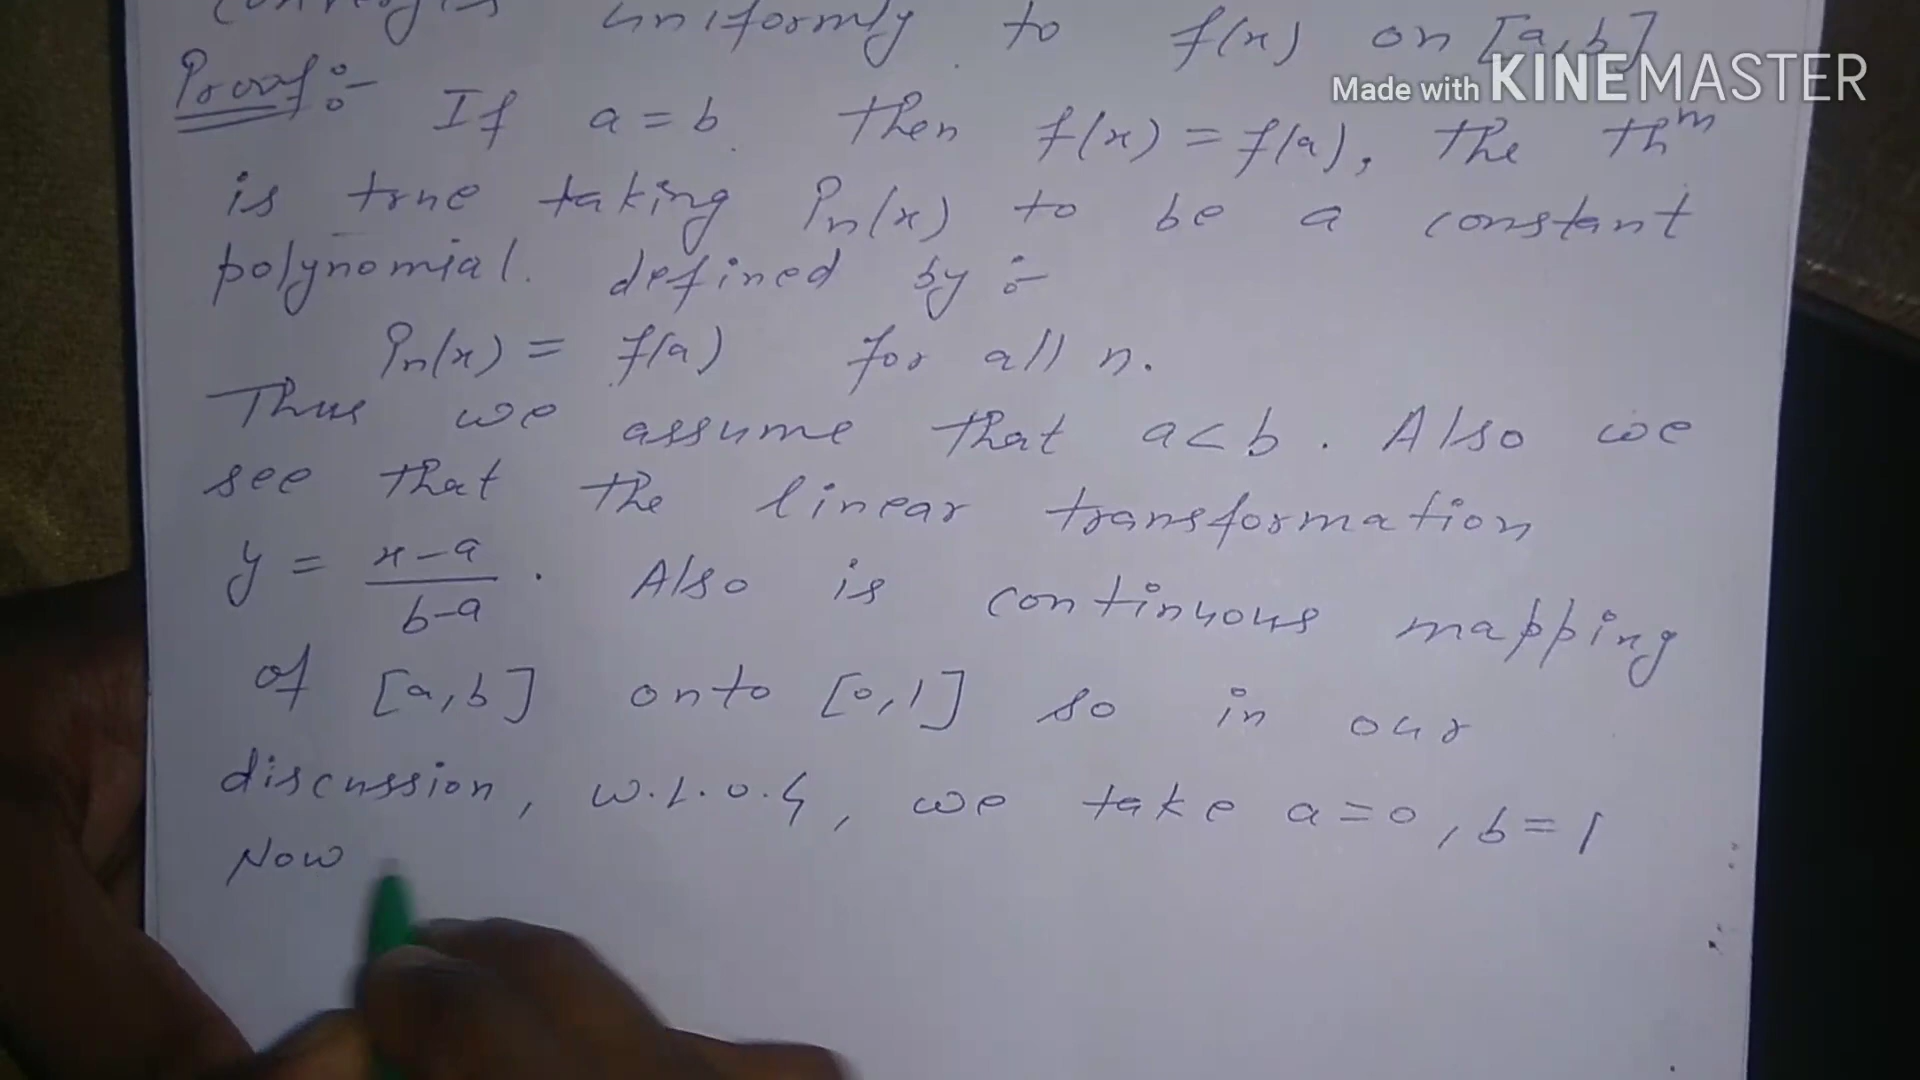 converges uniformly to f(x) on [a,b]
Made with KINEMASTER
Proof :- If a = b then f(x) = f(a), the thm
is true taking Pn(x) to be a constant
polynomial. defined by :-
Pn(x) = f(a) for all n.
Thus we assume that a < b . Also we
see that the linear transformation
y = x-a / b-a . Also is continuous mapping
of [a,b] onto [0,1] so in our
discussion, w.l.o.g, we take a=0, b=1
Now